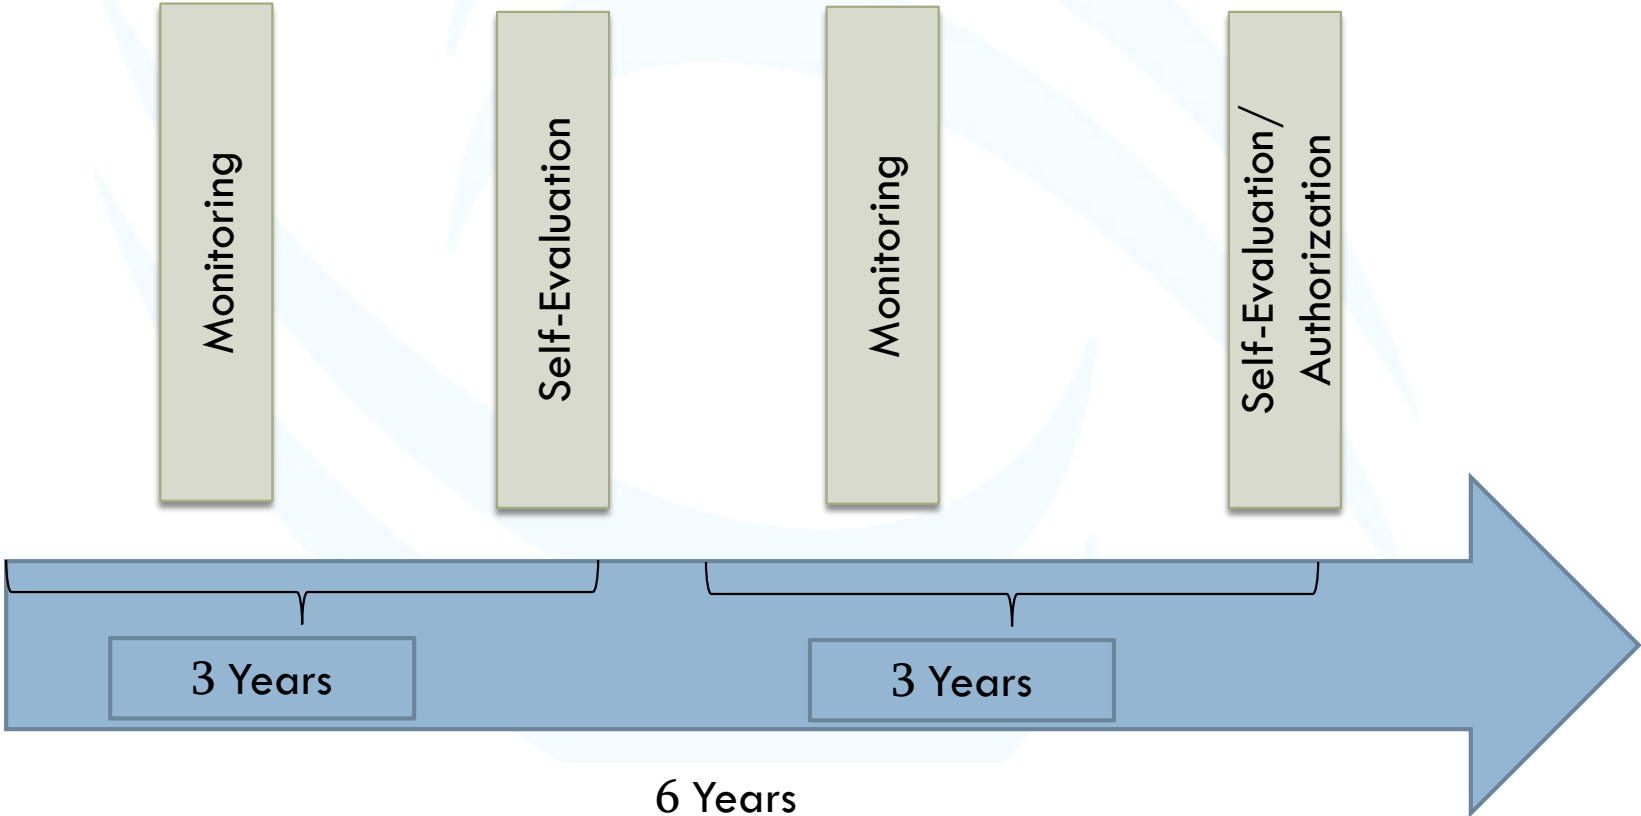 Monitoring
Self-Evaluation
Monitoring
Self-Evaluation/
Authorization
3 Years
3 Years
6 Years